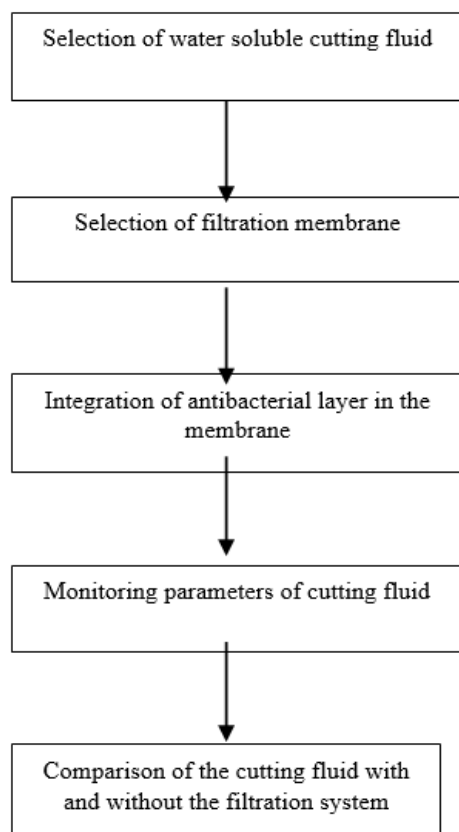 Selection of water soluble cutting fluid
Selection of filtration membrane
Integration of antibacterial layer in the
membrane
Monitoring parameters of cutting fluid
Comparison of the cutting fluid with
and without the filtration system